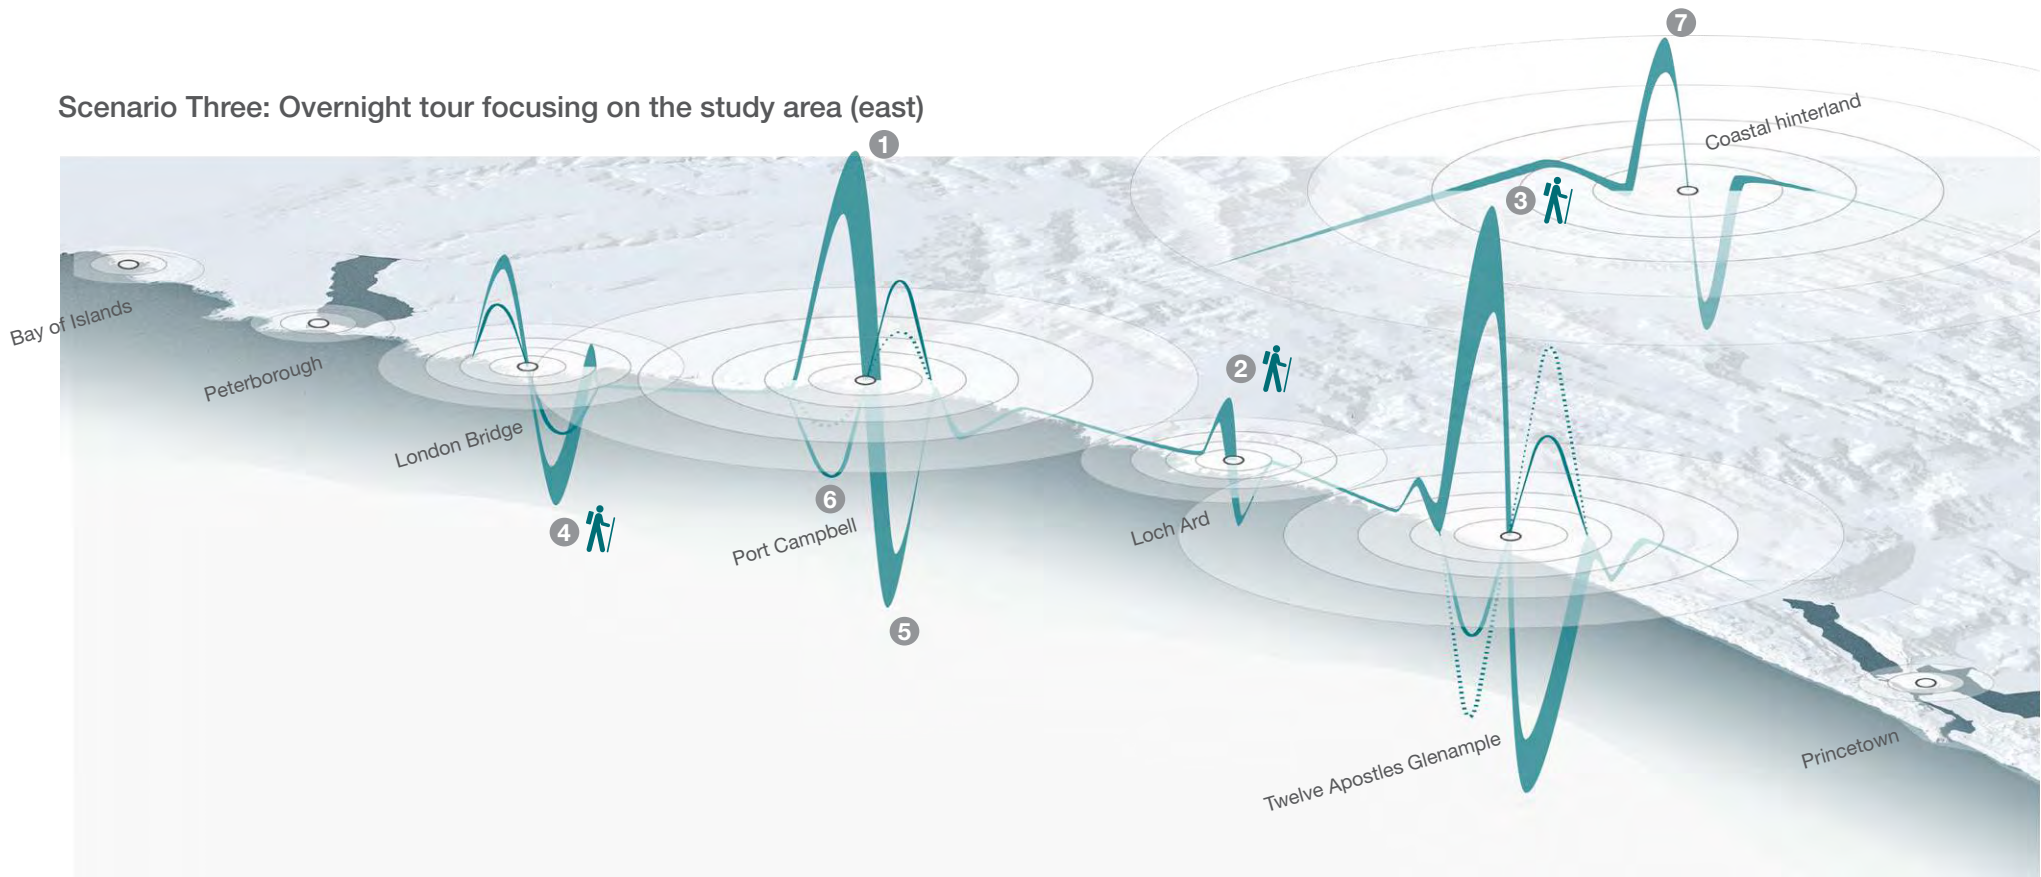 7
Scenario Three: Overnight tour focusing on the study area (east)
Coastal hinterland
1
3
Bay of Islands
Peterborough
2
London Bridge
6
4
Port Campbell
Loch Ard
5
Twelve Apostles Glenample
Princetown